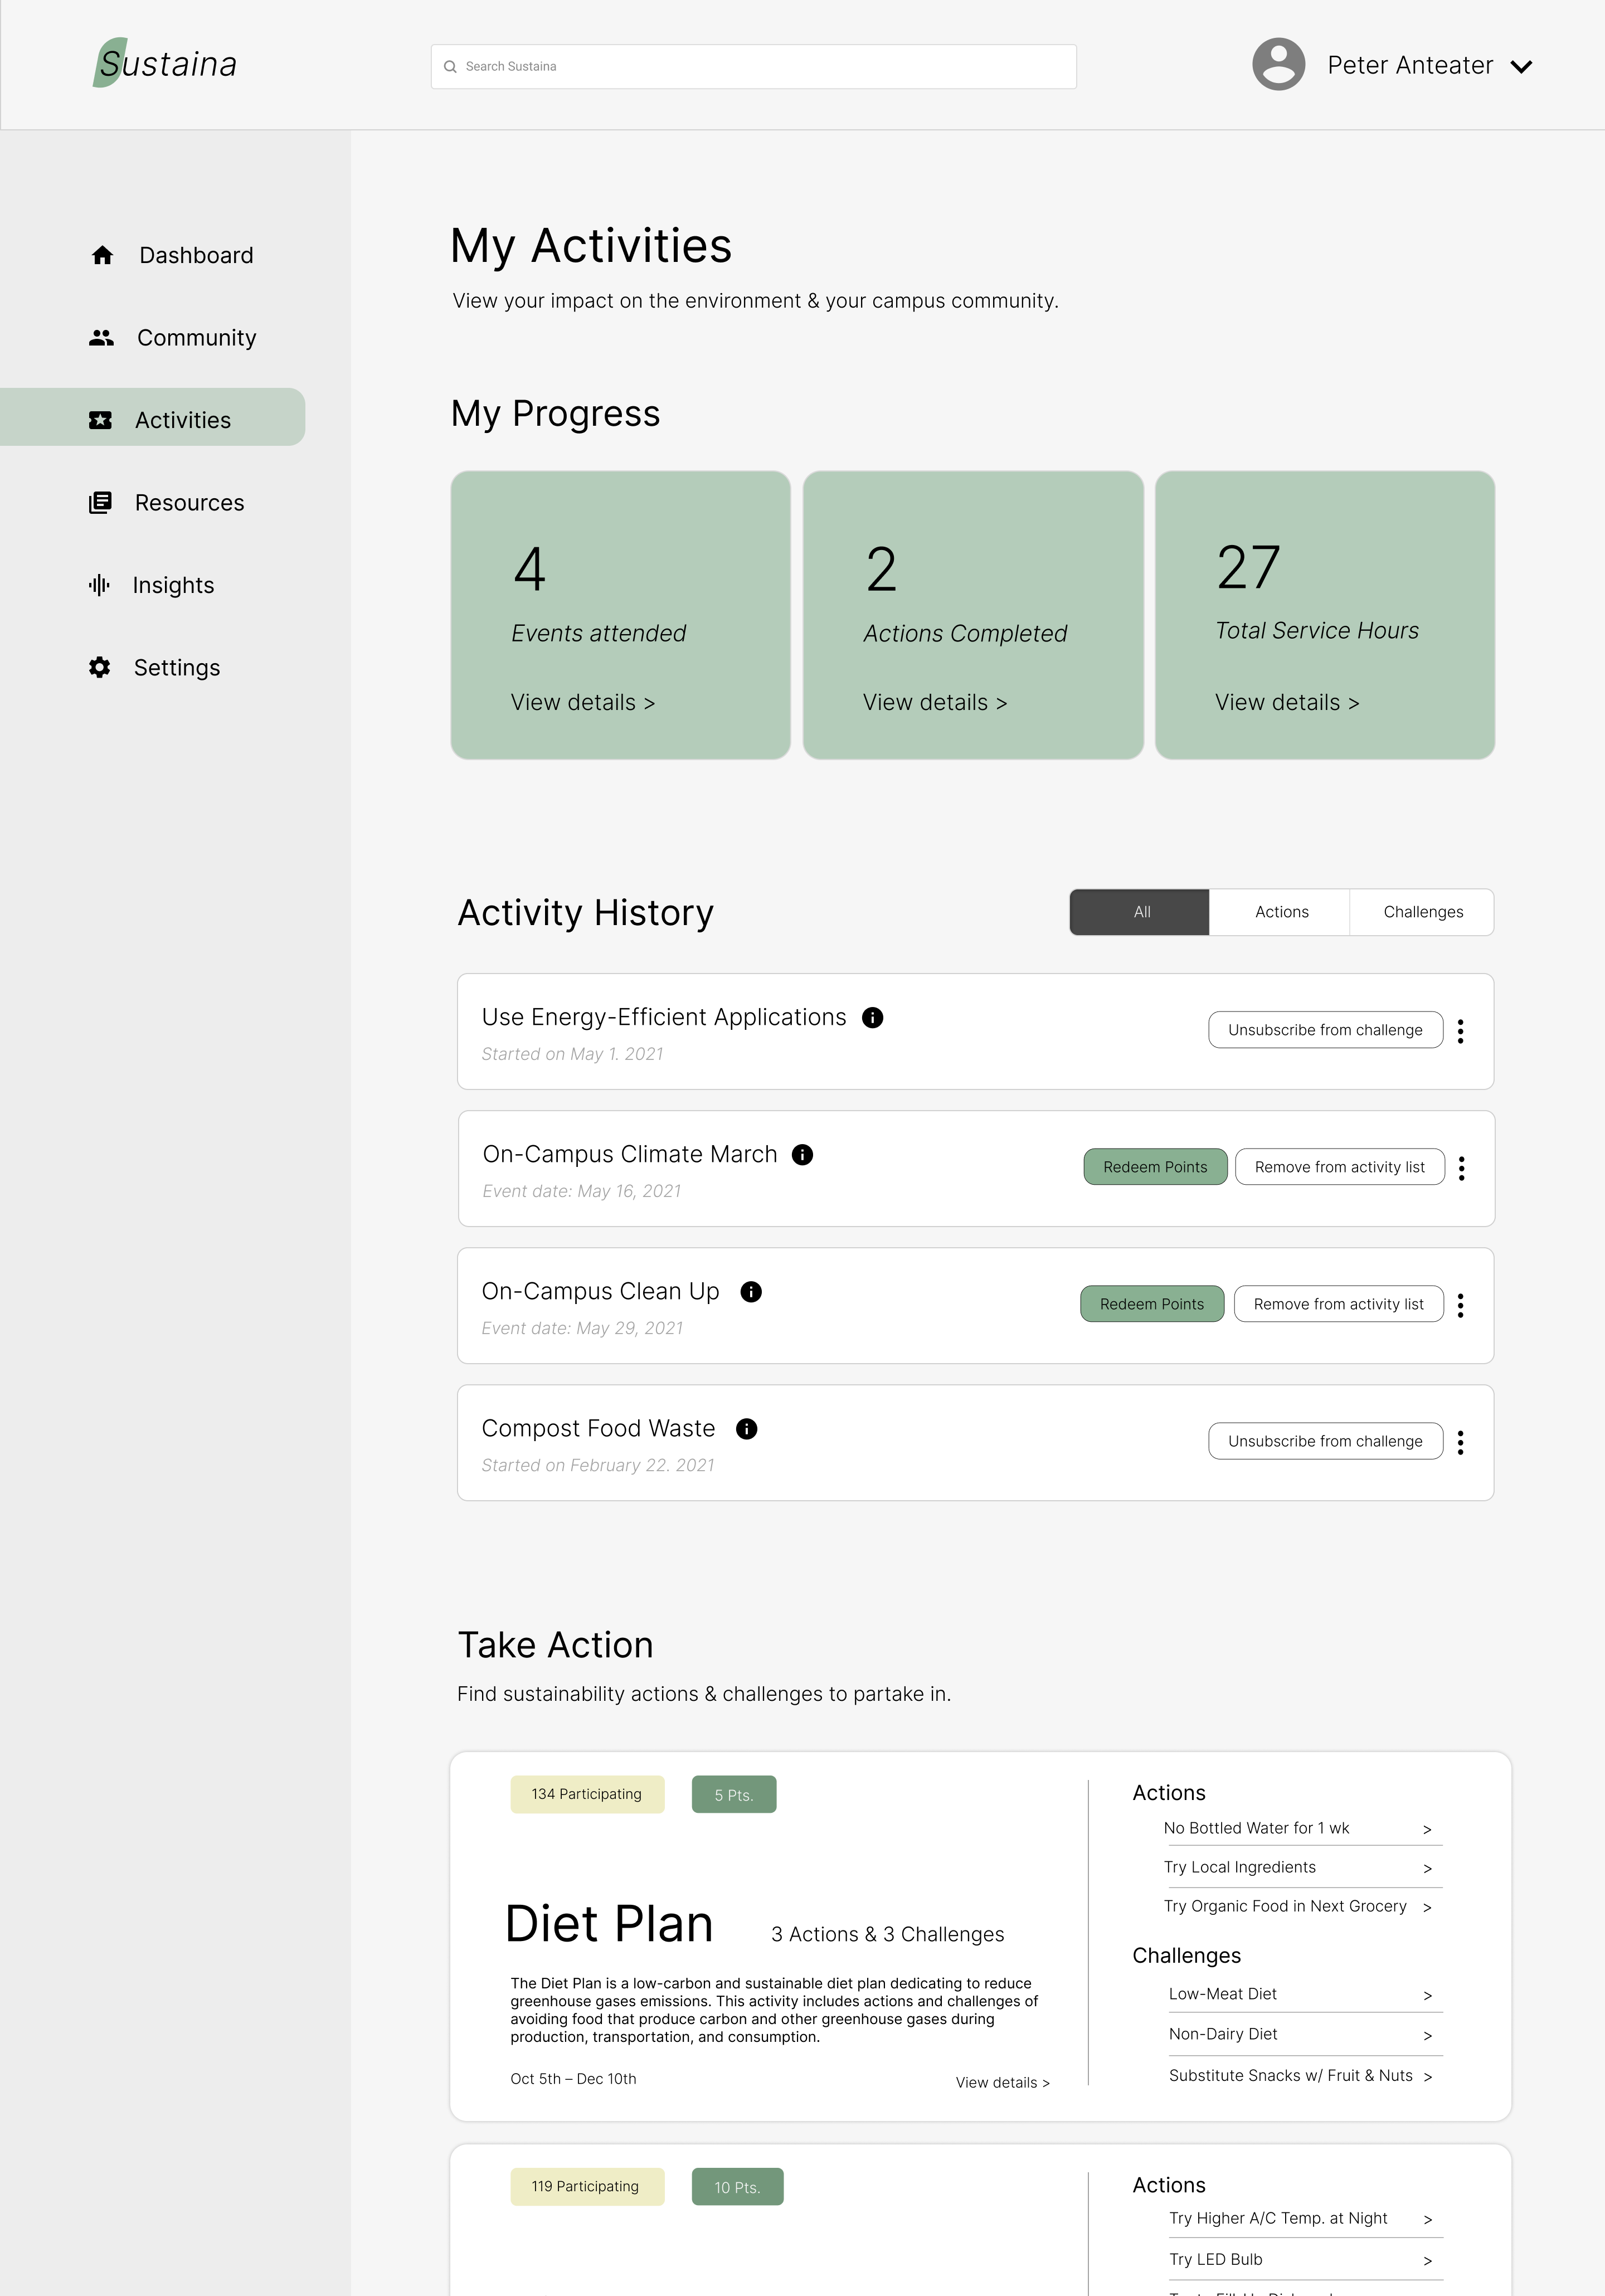 Sustaina
Search Sustaina
Peter Anteater
Dashboard
Community
Activities
Resources
Insights
Settings
My Activities
View your impact on the environment & your campus community.
My Progress
4
Events attended
View details >
2
Actions Completed
View details >
27
Total Service Hours
View details >
Activity History
All
Actions
Challenges
Use Energy-Efficient Applications
Started on May 1. 2021
Unsubscribe from challenge
On-Campus Climate March
Event date: May 16, 2021
Redeem Points
Remove from activity list
On-Campus Clean Up
Event date: May 29, 2021
Redeem Points
Remove from activity list
Compost Food Waste
Started on February 22. 2021
Unsubscribe from challenge
Take Action
Find sustainability actions & challenges to partake in.
134 Participating
5 Pts.
Diet Plan
3 Actions & 3 Challenges
The Diet Plan is a low-carbon and sustainable diet plan dedicating to reduce
greenhouse gases emissions. This activity includes actions and challenges of
avoiding food that produce carbon and other greenhouse gases during
production, transportation, and consumption.
Oct 5th – Dec 10th
View details >
Actions
No Bottled Water for 1 wk >
Try Local Ingredients >
Try Organic Food in Next Grocery >
Challenges
Low-Meat Diet >
Non-Dairy Diet >
Substitute Snacks w/ Fruit & Nuts >
119 Participating
10 Pts.
Actions
Try Higher A/C Temp. at Night >
Try LED Bulb >